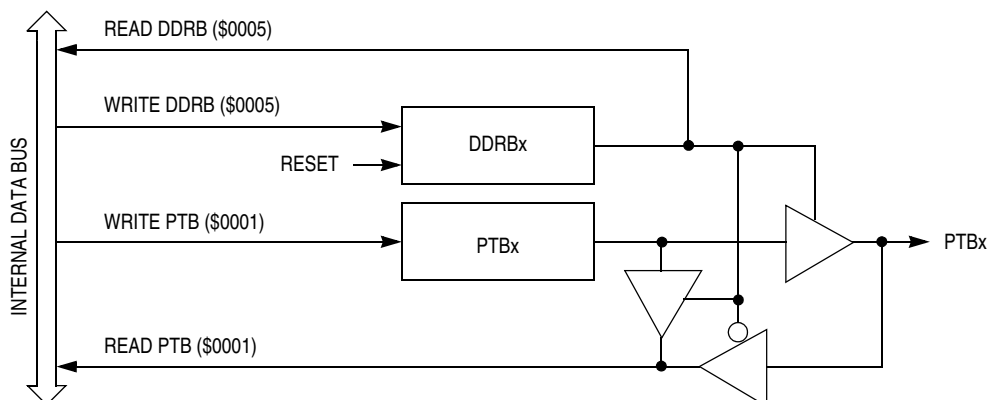 READ DDRB ($0005)
WRITE DDRB ($0005)
DDRBx
RESET
WRITE PTB ($0001)
PTBx
PTBx
READ PTB ($0001)
INTERNAL DATA BUS